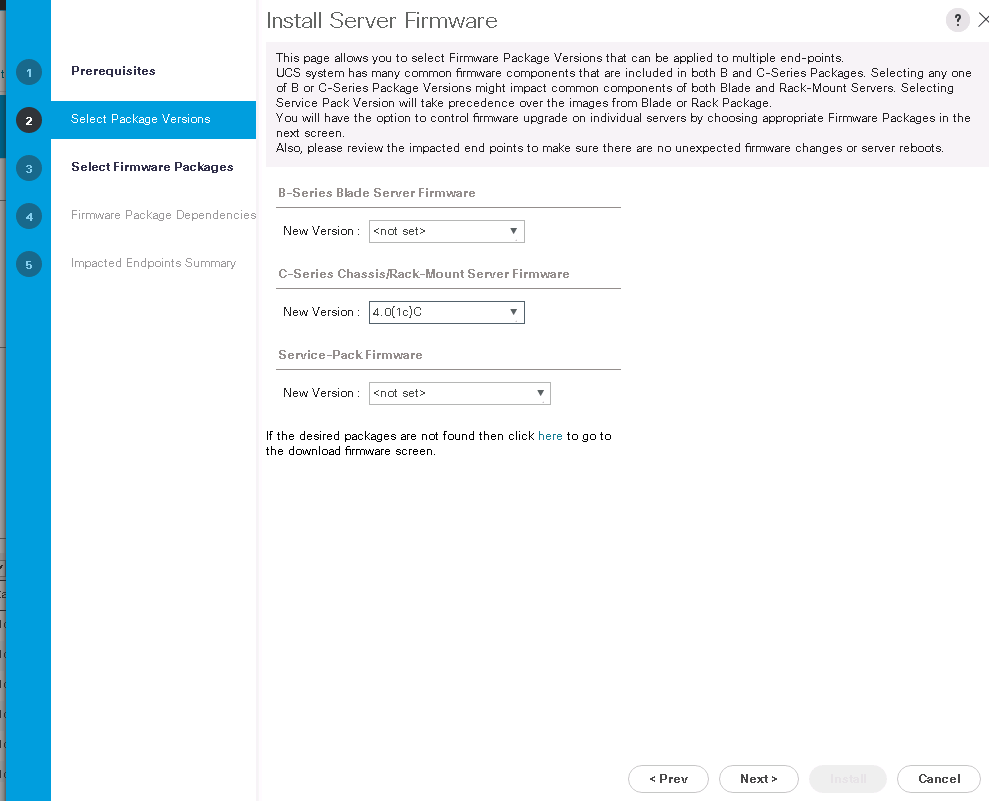 Install Server Firmware
?
1
Prerequisites
2
Select Package Versions
3
Select Firmware Packages
4
Firmware Package Dependencies
5
Impacted Endpoints Summary
This page allows you to select Firmware Package Versions that can be applied to multiple end-points.
UCS system has many common firmware components that are included in both B and C-Series Packages. Selecting any one
of B or C-Series Package Versions might impact common components of both Blade and Rack-Mount Servers. Selecting
Service Pack Version will take precedence over the images from Blade or Rack Package.
You will have the option to control firmware upgrade on individual servers by choosing appropriate Firmware Packages in the
next screen.
Also, please review the impacted end points to make sure there are no unexpected firmware changes or server reboots.
B-Series Blade Server Firmware
New Version : <not set>
C-Series Chassis/Rack-Mount Server Firmware
New Version : 4.0(1c)C
Service-Pack Firmware
New Version : <not set>
If the desired packages are not found then click here to go to
the download firmware screen.
< Prev
Next >
Install
Cancel